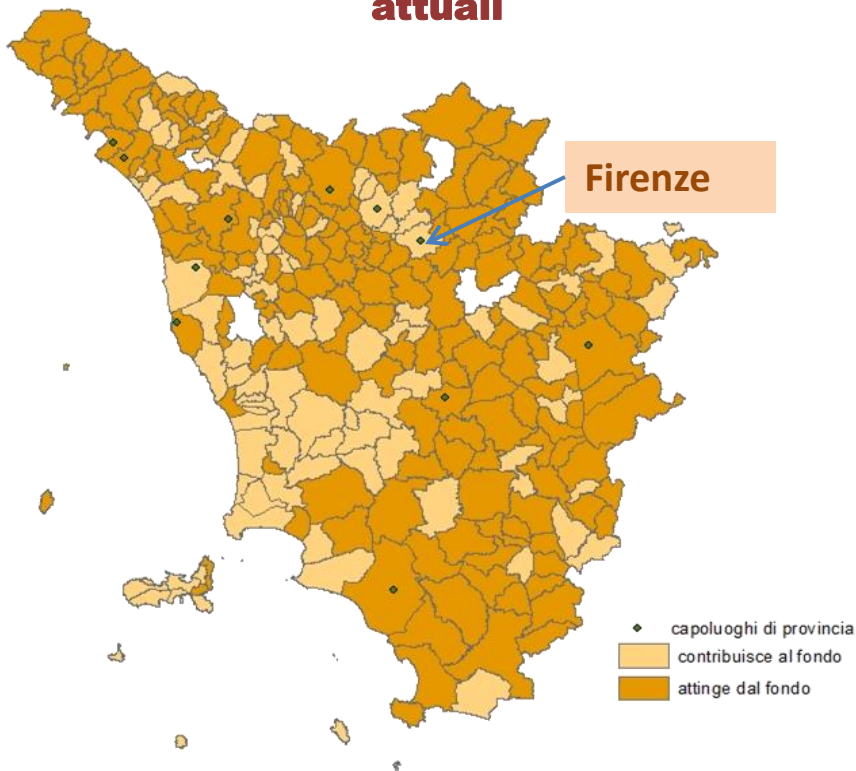 attuali
Firenze
capoluoghi di provincia
contribuisce al fondo
attinge dal fondo